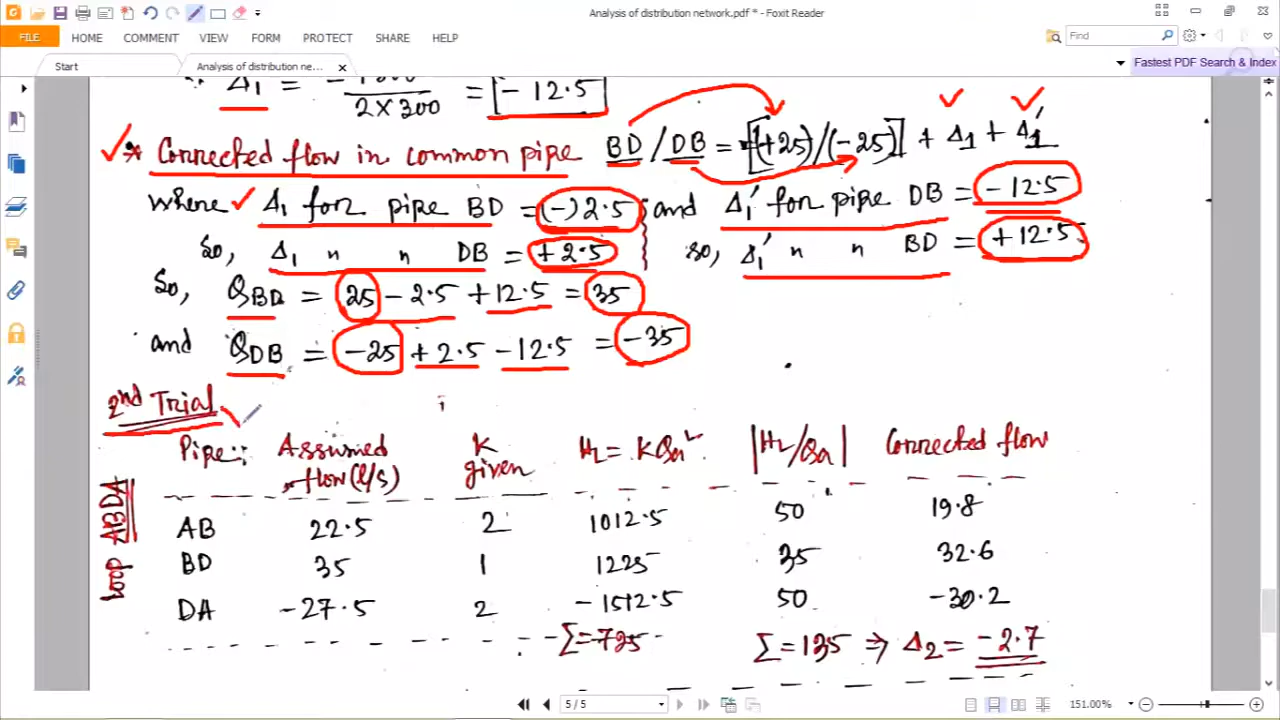 Analysis of distribution network.pdf * - Foxit Reader
FILE HOME COMMENT VIEW FORM PROTECT SHARE HELP
Find
Start Analysis of distribution ne...
Fastest PDF Search & Index
Δ1 = = -12.5
2×300
* Connected flow in common pipe BD/DB = [(+25)/(-25)] + Δ1 + Δ1'
where Δ1 for pipe BD = (-)2.5 and Δ1' for pipe DB = -12.5
So, Δ1 " " DB = +2.5 so, Δ1' " " BD = +12.5
So, QBD = 25 - 2.5 + 12.5 = 35
and QDB = -25 + 2.5 - 12.5 = -35
2nd Trial
Pipe:: Assumed flow (l/s) K given HL = KQa² |HL/Qa| Connected flow
Loop ABDA
AB 22.5 2 1012.5 50 19.8
BD 35 1 1225 35 32.6
DA -27.5 2 -1512.5 50 -30.2
Σ=725 Σ=135 ⇒ Δ2 = -2.7
5 / 5
151.00%